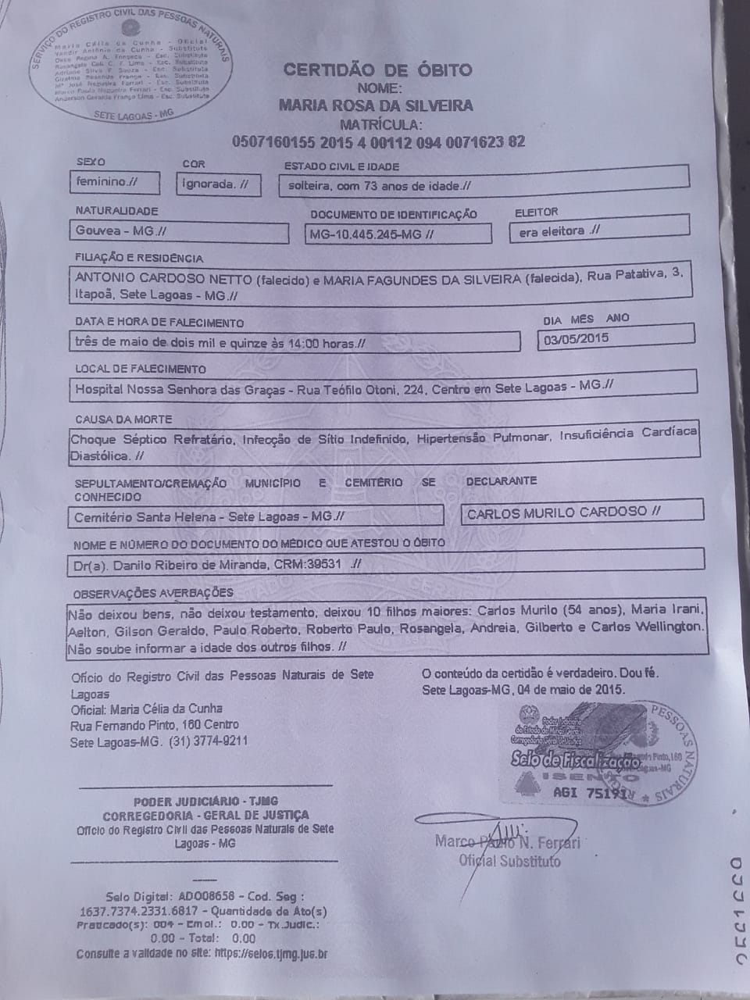 SERVIÇO DO REGISTRO CIVIL DAS PESSOAS NATURAIS
Maria Célia da Cunha - Oficial
Vandir Antônio da Cunha - Substituto
Regina A. Fonseca - Esc. Substituta
Rosangela Celi C. F. Lima - Esc. Substituta
Adriane Silva F. Souza - Esc. Substituta
Gizelma Resende França - Esc. Substituta
Mª José Nogueira Ferrari - Esc. Substituta
Marco Paulo Nogueira Ferrari - Esc. Substituto
Anderson Geraldo França Lima - Esc. Substituto
SETE LAGOAS - MG
CERTIDÃO DE ÓBITO
NOME:
MARIA ROSA DA SILVEIRA
MATRÍCULA:
0507160155 2015 4 00112 094 0071623 82
SEXO COR ESTADO CIVIL E IDADE
feminino.// ignorada. // solteira, com 73 anos de idade.//
NATURALIDADE DOCUMENTO DE IDENTIFICAÇÃO ELEITOR
Gouvea - MG.// MG-10.445.245-MG // era eleitora .//
FILIAÇÃO E RESIDÊNCIA
ANTONIO CARDOSO NETTO (falecido) e MARIA FAGUNDES DA SILVEIRA (falecida), Rua Patativa, 3,
Itapoã, Sete Lagoas - MG.//
DATA E HORA DE FALECIMENTO DIA MÊS ANO
três de maio de dois mil e quinze às 14:00 horas.// 03/05/2015
LOCAL DE FALECIMENTO
Hospital Nossa Senhora das Graças - Rua Teófilo Otoni, 224, Centro em Sete Lagoas - MG.//
CAUSA DA MORTE
Choque Séptico Refratário, Infecção de Sítio Indefinido, Hipertensão Pulmonar, Insuficiência Cardíaca
Diastólica. //
SEPULTAMENTO/CREMAÇÃO MUNICÍPIO E CEMITÉRIO SE DECLARANTE
CONHECIDO
Cemitério Santa Helena - Sete Lagoas - MG.// CARLOS MURILO CARDOSO //
NOME E NÚMERO DO DOCUMENTO DO MÉDICO QUE ATESTOU O ÓBITO
Dr(a). Danilo Ribeiro de Miranda, CRM:39531 .//
OBSERVAÇÕES AVERBAÇÕES
Não deixou bens, não deixou testamento, deixou 10 filhos maiores: Carlos Murilo (54 anos), Maria Irani,
Aelton, Gilson Geraldo, Paulo Roberto, Roberto Paulo, Rosangela, Andreia, Gilberto e Carlos Wellington.
Não soube informar a idade dos outros filhos. //
Ofício do Registro Civil das Pessoas Naturais de Sete
Lagoas
Oficial: Maria Célia da Cunha
Rua Fernando Pinto, 160 Centro
Sete Lagoas-MG. (31) 3774-9211
O conteúdo da certidão é verdadeiro. Dou fé.
Sete Lagoas-MG, 04 de maio de 2015.
Poder Judiciário
do Estado de Minas Gerais
Corregedoria Geral de Justiça
Selo de Fiscalização
ISENTO
AGI 75191
PESSOAS NATURAIS
Pinto, 160
Lagoas-MG
PODER JUDICIÁRIO - TJMG
CORREGEDORIA - GERAL DE JUSTIÇA
Ofício do Registro Civil das Pessoas Naturais de Sete
Lagoas - MG
Marco Paulo N. Ferrari
Oficial Substituto
Selo Digital: ADO08658 - Cod. Seg :
1637.7374.2331.6817 - Quantidade de Ato(s)
Praticado(s): 004 - Emol.: 0.00 - Tx.Judic.:
0.00 - Total: 0.00
Consulte a validade no site: https://selos.tjmg.jus.br